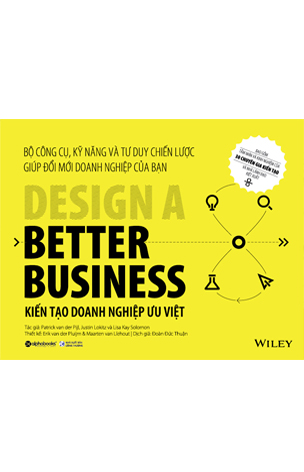 BỘ CÔNG CỤ, KỸ NĂNG VÀ TƯ DUY CHIẾN LƯỢC
GIÚP ĐỔI MỚI DOANH NGHIỆP CỦA BẠN
DESIGN A
BETTER
BUSINESS
KIẾN TẠO DOANH NGHIỆP ƯU VIỆT
Tác giả: Patrick van der Pijl, Justin Lokitz và Lisa Kay Solomon
Thiết kế: Erik van der Pluijm & Maarten van Lieshout | Dịch giả: Đoàn Đức Thuận
alphabooks
WILEY